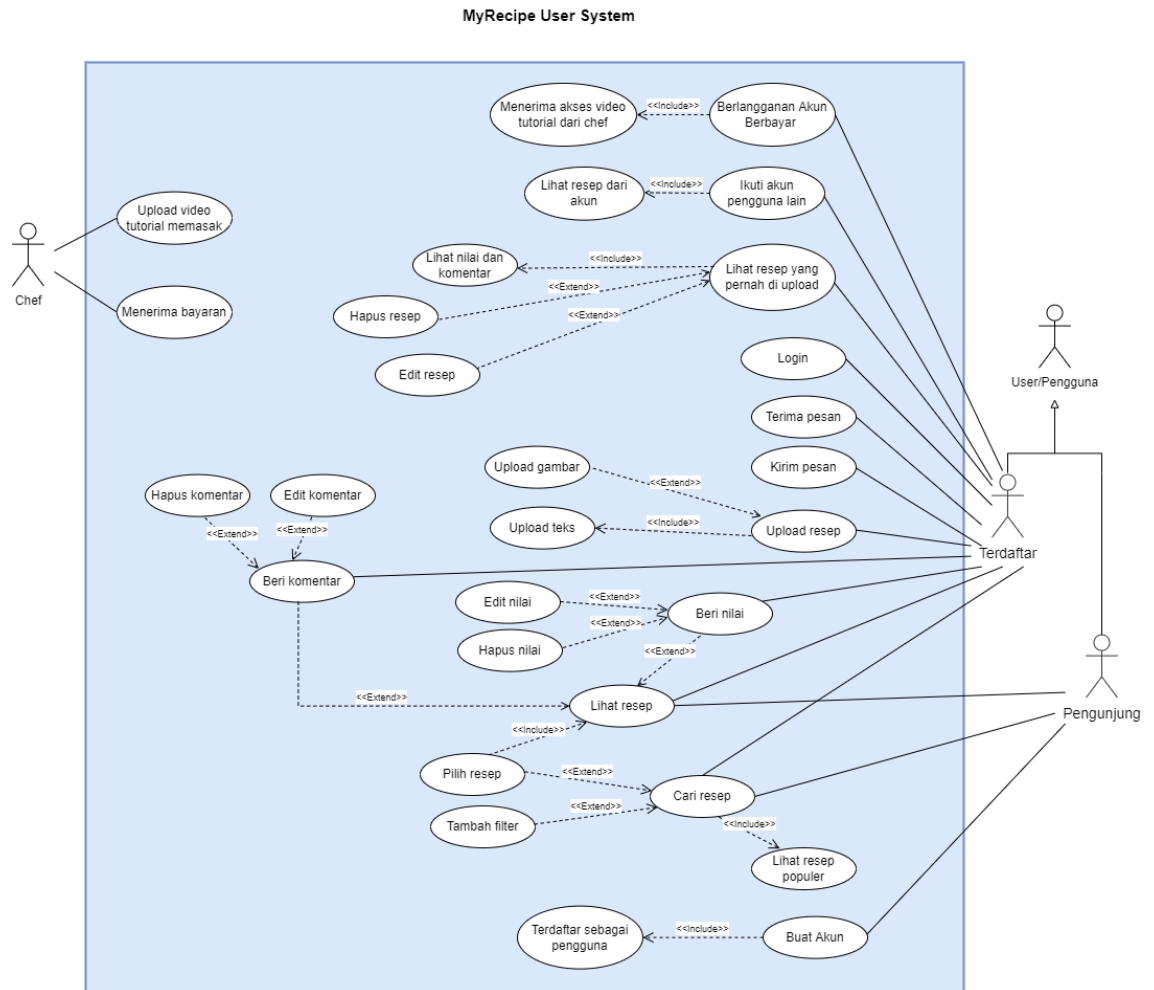 MyRecipe User System
Menerima akses video
tutorial dari chef
<<Include>>
Berlangganan Akun
Berbayar
Lihat resep dari
akun
<<Include>>
Ikuti akun
pengguna lain
Upload video
tutorial memasak
Chef
Menerima bayaran
Lihat nilai dan
komentar
<<Include>>
Lihat resep yang
pernah di upload
<<Extend>>
Hapus resep
<<Extend>>
Edit resep
Login
User/Pengguna
Terima pesan
Kirim pesan
Upload gambar
<<Extend>>
Hapus komentar
Edit komentar
<<Extend>>
<<Extend>>
Upload teks
<<Include>>
Upload resep
Terdaftar
Beri komentar
Edit nilai
<<Extend>>
Beri nilai
<<Extend>>
Hapus nilai
<<Extend>>
<<Extend>>
Lihat resep
Pengunjung
<<Include>>
Pilih resep
<<Extend>>
Cari resep
<<Extend>>
Tambah filter
<<Include>>
Lihat resep
populer
Terdaftar sebagai
pengguna
<<Include>>
Buat Akun